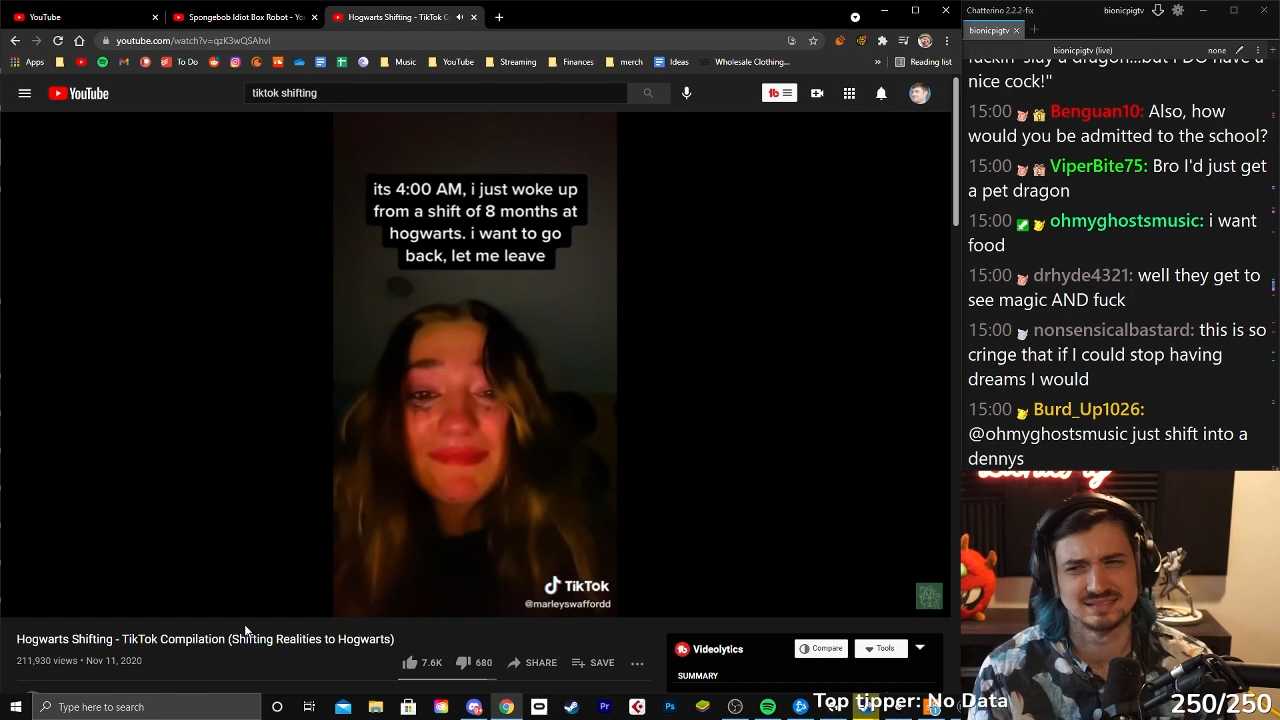 YouTube
Spongebob Idiot Box Robot - Yo
Hogwarts Shifting - TikTok C
youtube.com/watch?v=qzK3wQSAhvI
Apps
To Do
Music
YouTube
Streaming
Finances
merch
Ideas
Wholesale Clothing...
Reading list
YouTube
tiktok shifting
its 4:00 AM, i just woke up
from a shift of 8 months at
hogwarts. i want to go
back, let me leave
TikTok
@marleyswaffordd
Hogwarts Shifting - TikTok Compilation (Shifting Realities to Hogwarts)
211,930 views • Nov 11, 2020
7.6K
680
SHARE
SAVE
Videolytics
Compare
Tools
SUMMARY
Type here to search
Chatterino 2.2.2-fix
bionicpigtv
bionicpigtv
bionicpigtv (live)
none
fuckin' slay a dragon...but I DO have a
nice cock!"
15:00 Benguan10: Also, how
would you be admitted to the school?
15:00 ViperBite75: Bro I'd just get
a pet dragon
15:00 ohmyghostsmusic: i want
food
15:00 drhyde4321: well they get to
see magic AND fuck
15:00 nonsensicalbastard: this is so
cringe that if I could stop having
dreams I would
15:00 Burd_Up1026:
@ohmyghostsmusic just shift into a
dennys
Top tipper: No Data
250/250